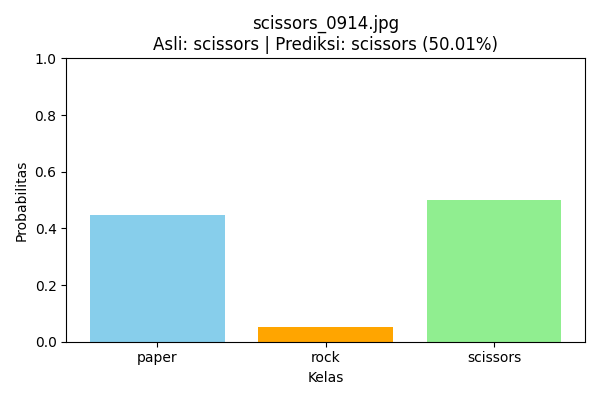 scissors_0914.jpg
Asli: scissors | Prediksi: scissors (50.01%)
1.0
0.8
0.6
0.4
0.2
0.0
Probabilitas
paper
rock
scissors
Kelas